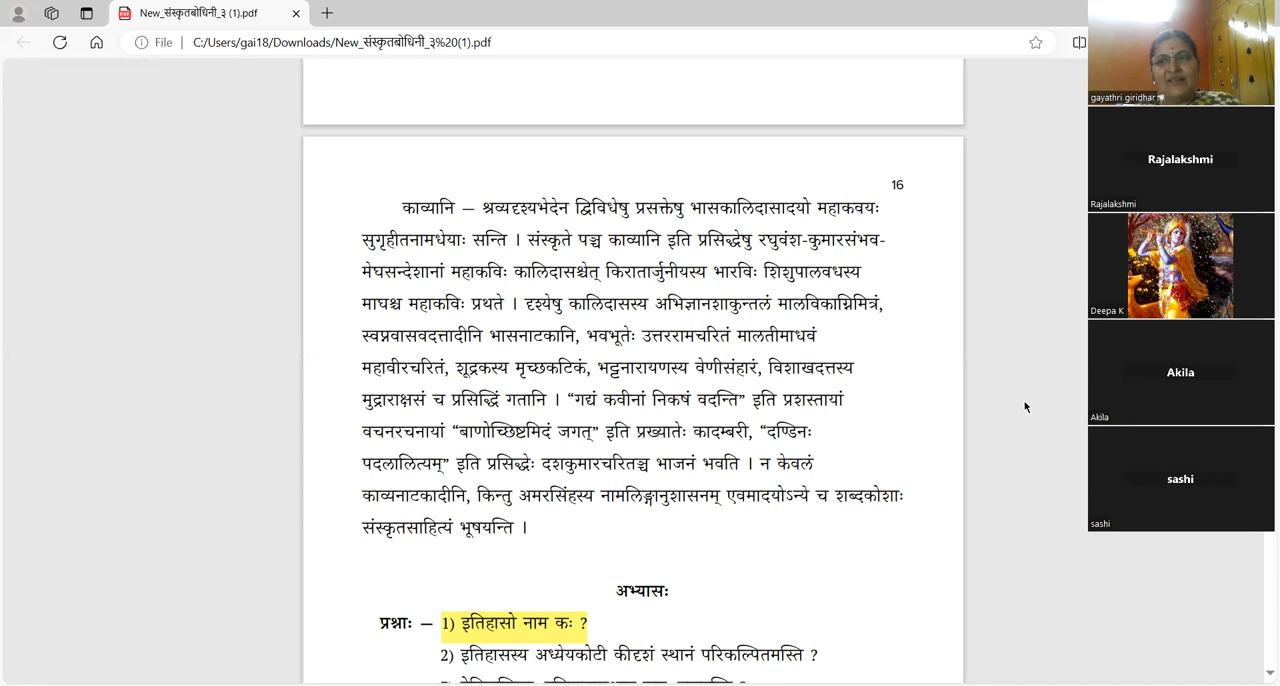 New_संस्कृतबोधिनी_३ (1).pdf
File | C:/Users/gai18/Downloads/New_संस्कृतबोधिनी_३%20(1).pdf
16
काव्यानि – श्रव्यदृश्यभेदेन द्विविधेषु प्रसक्तेषु भासकालिदासादयो महाकवयः
सुगृहीतनामधेयाः सन्ति । संस्कृते पञ्च काव्यानि इति प्रसिद्धेषु रघुवंश-कुमारसंभव-
मेघसन्देशानां महाकविः कालिदासश्चेत् किरातार्जुनीयस्य भारविः शिशुपालवधस्य
माघश्च महाकविः प्रथते । दृश्येषु कालिदासस्य अभिज्ञानशाकुन्तलं मालविकाग्निमित्रं,
स्वप्नवासवदत्तादीनि भासनाटकानि, भवभूतेः उत्तररामचरितं मालतीमाधवं
महावीरचरितं, शूद्रकस्य मृच्छकटिकं, भट्टनारायणस्य वेणीसंहारं, विशाखदत्तस्य
मुद्राराक्षसं च प्रसिद्धिं गतानि । “गद्यं कवीनां निकषं वदन्ति” इति प्रशस्तायां
वचनरचनायां “बाणोच्छिष्टमिदं जगत्” इति प्रख्यातेः कादम्बरी, “दण्डिनः
पदलालित्यम्” इति प्रसिद्धेः दशकुमारचरितञ्च भाजनं भवति । न केवलं
काव्यनाटकादीनि, किन्तु अमरसिंहस्य नामलिङ्गानुशासनम् एवमादयोऽन्ये च शब्दकोशाः
संस्कृतसाहित्यं भूषयन्ति ।
अभ्यासः
प्रश्नाः – 1) इतिहासो नाम कः ?
2) इतिहासस्य अध्येयकोटी कीदृशं स्थानं परिकल्पितमस्ति ?
gayathri giridhar
Rajalakshmi
Rajalakshmi
Deepa K
Akila
Akila
sashi
sashi